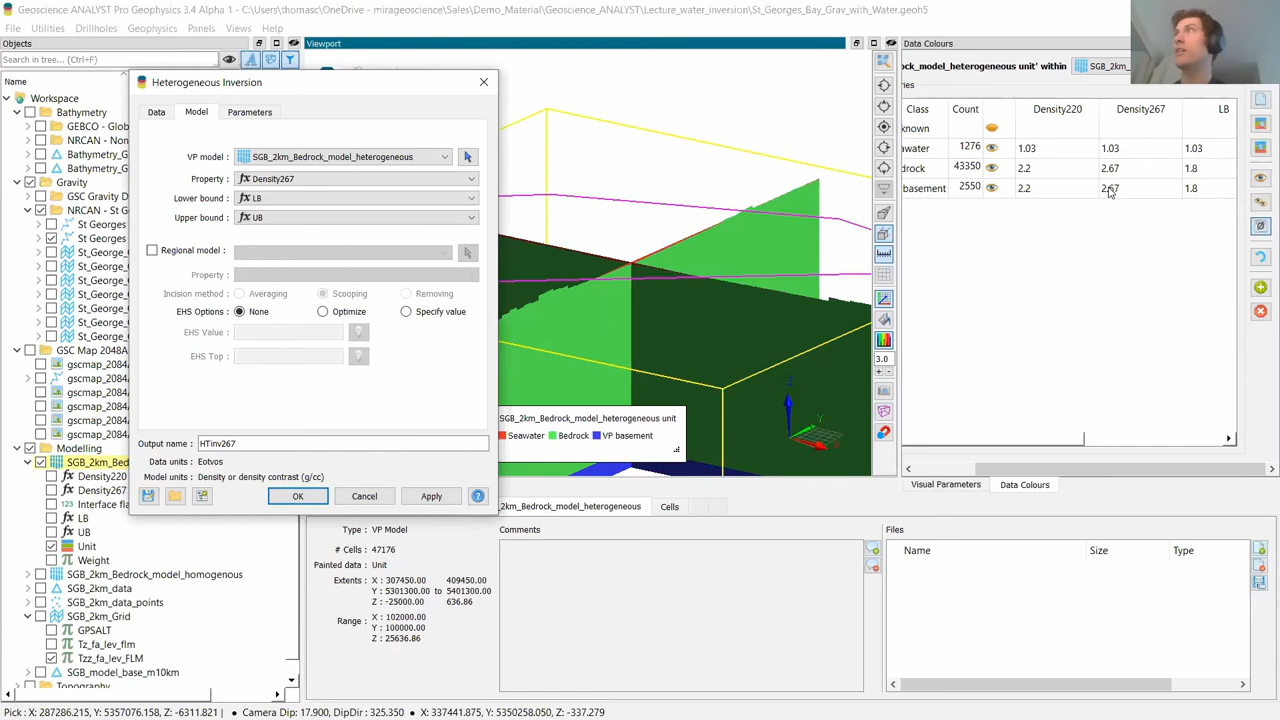 Geoscience ANALYST Pro Geophysics 3.4 Alpha 1 - C:\Users\thomasc\OneDrive - mirageoscience\Sales\Demo_Material\Geoscience_ANALYST\Lecture_water_inversion\St_Georges_Bay_Grav_with_Water.geoh5
File Utilities Drillholes Geophysics Panels Views Help
Objects
Search in tree.. (Ctrl+F)
Name
Workspace
Bathymetry
GEBCO - Glob
NRCAN - Non
Bathymetry_G
Bathymetry_G
Gravity
GSC Gravity D
NRCAN - St G
St Georges
St Georges
St_George_
St_George_
St_George_
St_George_
St_George_
St_George_
St_George_
GSC Map 2048A
gscmap_2084A
gscmap_2084A
gscmap_2084A
gscmap_2084A
gscmap_2084A
gscmap_2084A
Modelling
SGB_2km_Bed
Density220
Density267
Interface fla
LB
UB
Unit
Weight
SGB_2km_Bedrock_model_homogenous
SGB_2km_data
SGB_2km_data_points
SGB_2km_Grid
GPSALT
Tz_fa_lev_flm
Tzz_fa_lev_FLM
SGB_model_base_m10km
Topography
Heterogeneous Inversion
Data Model Parameters
VP model: SGB_2km_Bedrock_model_heterogeneous
Property: Density267
Lower bound: LB
Upper bound: UB
Regional model:
Property:
Incision method: Averaging Scooping Removing
EHS Options: None Optimize Specify value
EHS Value:
EHS Top:
Output name: HTinv267
Data units: Eotvos
Model units: Density or density contrast (g/cc)
OK Cancel Apply
Viewport
SGB_2km_Bedrock_model_heterogeneous unit
Seawater Bedrock VP basement
Z
Y
X
3.0
Data Colours
rock_model_heterogeneous unit' within SGB_2km_
ries
Class Count Density220 Density267 LB
known
awater 1276 1.03 1.03 1.03
drock 43350 2.2 2.67 1.8
basement 2550 2.2 2.67 1.8
Visual Parameters Data Colours
2km_Bedrock_model_heterogeneous Cells
Type : VP Model
# Cells: 47176
Painted data: Unit
Extents : X : 307450.00 409450.00
Y : 5301300.00 to 5401300.00
Z : -25000.00 636.86
Range : X : 102000.00
Y : 100000.00
Z : 25636.86
Comments
Files
Name Size Type
Pick : X: 287286.215, Y: 5357076.158, Z: -6311.821 | Camera Dip: 17.900, DipDir : 325.350 X: 337441.875, Y: 5350258.050, Z: -337.279